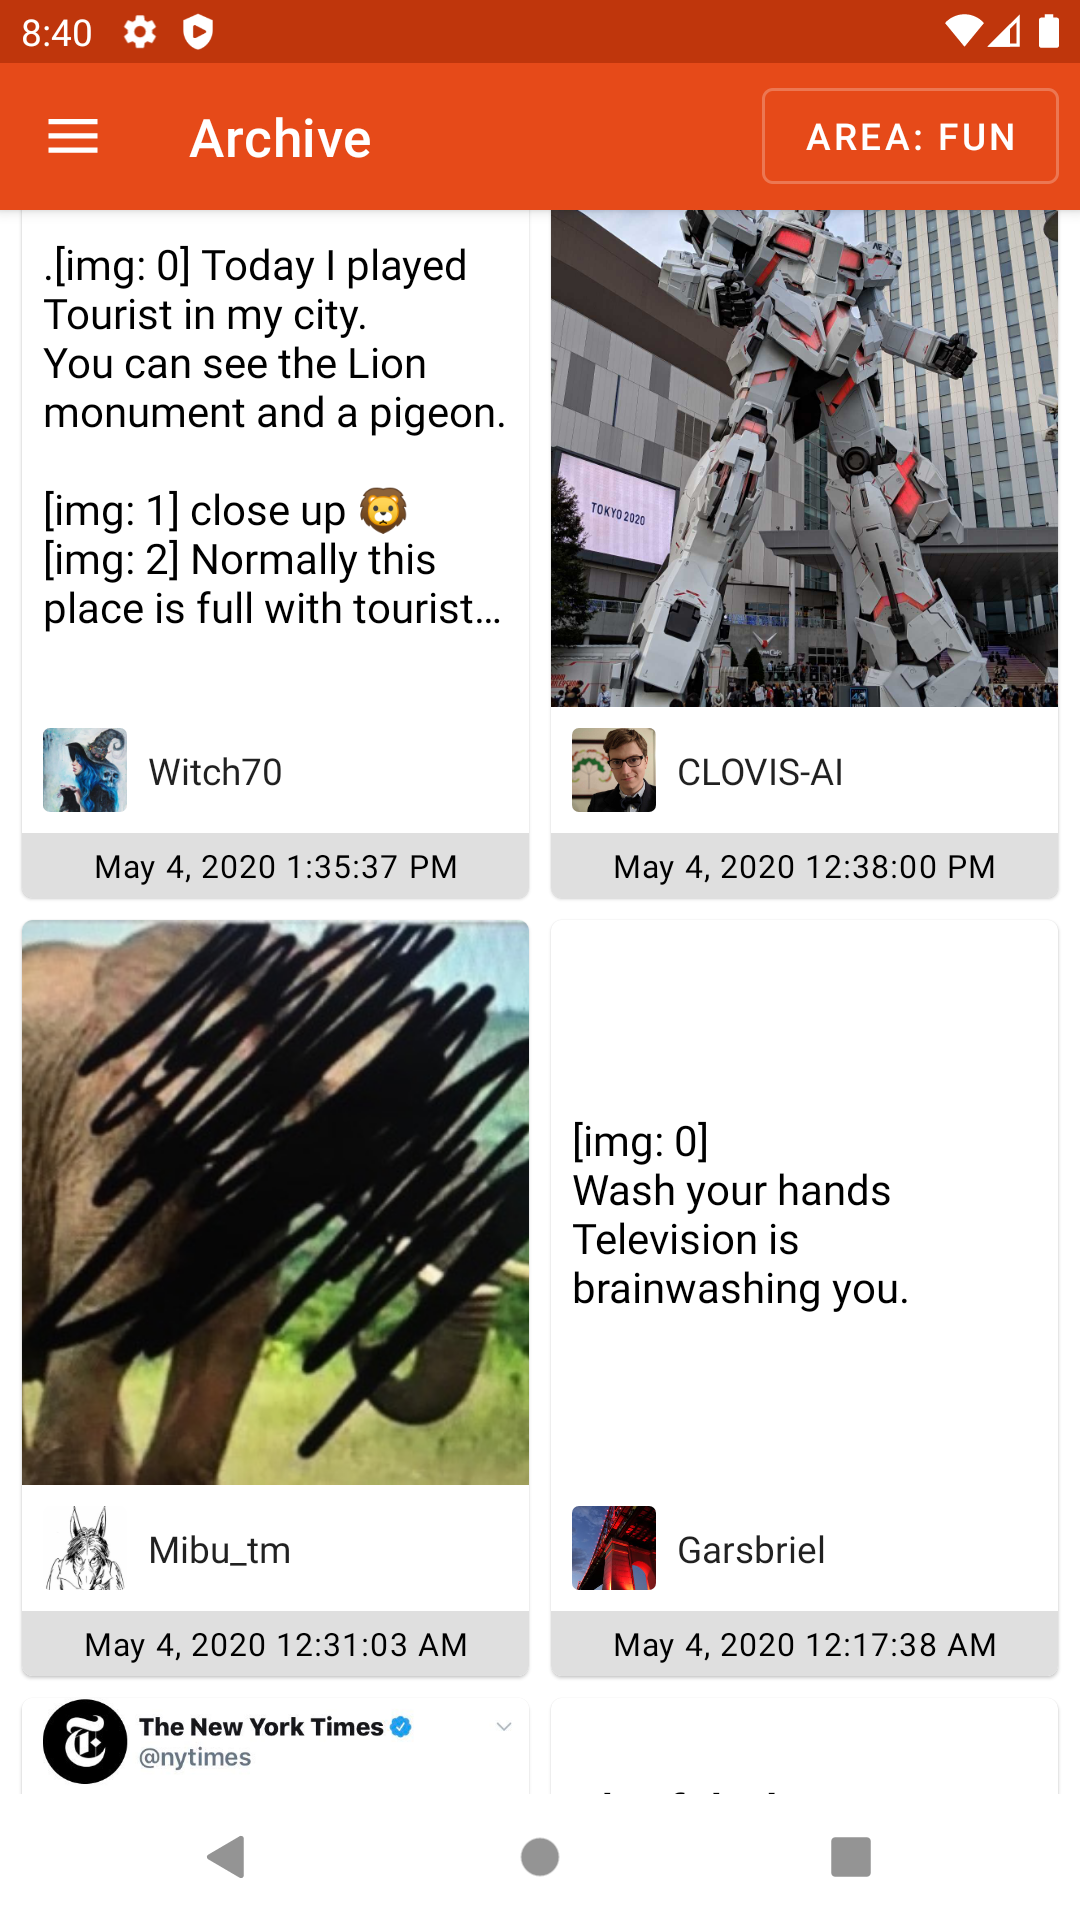 8:40
Archive
AREA: FUN
.[img: 0] Today I played
Tourist in my city.
You can see the Lion
monument and a pigeon.
[img: 1] close up 🦁
[img: 2] Normally this
place is full with tourist…
TOKYO 2020
Witch70
CLOVIS-AI
May 4, 2020 1:35:37 PM
May 4, 2020 12:38:00 PM
[img: 0]
Wash your hands
Television is
brainwashing you.
Mibu_tm
Garsbriel
May 4, 2020 12:31:03 AM
May 4, 2020 12:17:38 AM
The New York Times
@nytimes